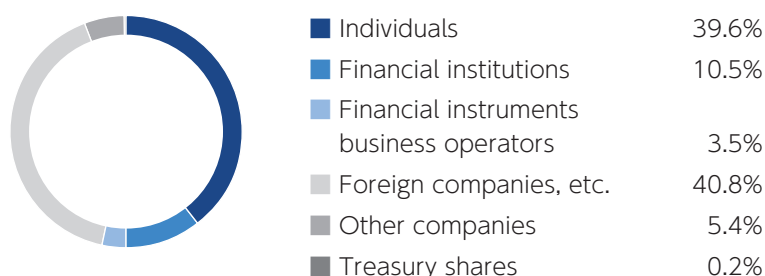 Individuals 39.6%
Financial institutions 10.5%
Financial instruments
business operators 3.5%
Foreign companies, etc. 40.8%
Other companies 5.4%
Treasury shares 0.2%